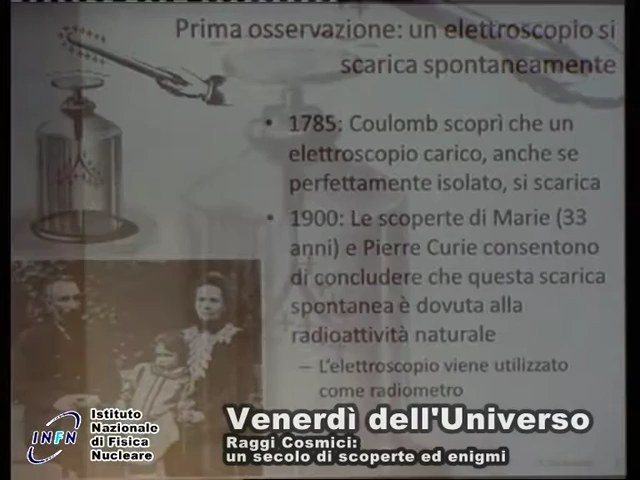 Prima osservazione: un elettroscopio si
scarica spontaneamente
• 1785: Coulomb scoprì che un
elettroscopio carico, anche se
perfettamente isolato, si scarica
• 1900: Le scoperte di Marie (33
anni) e Pierre Curie consentono
di concludere che questa scarica
spontanea è dovuta alla
radioattività naturale
– L'elettroscopio viene utilizzato
come radiometro
INFN
Istituto
Nazionale
di Fisica
Nucleare
Venerdì dell'Universo
Raggi Cosmici:
un secolo di scoperte ed enigmi